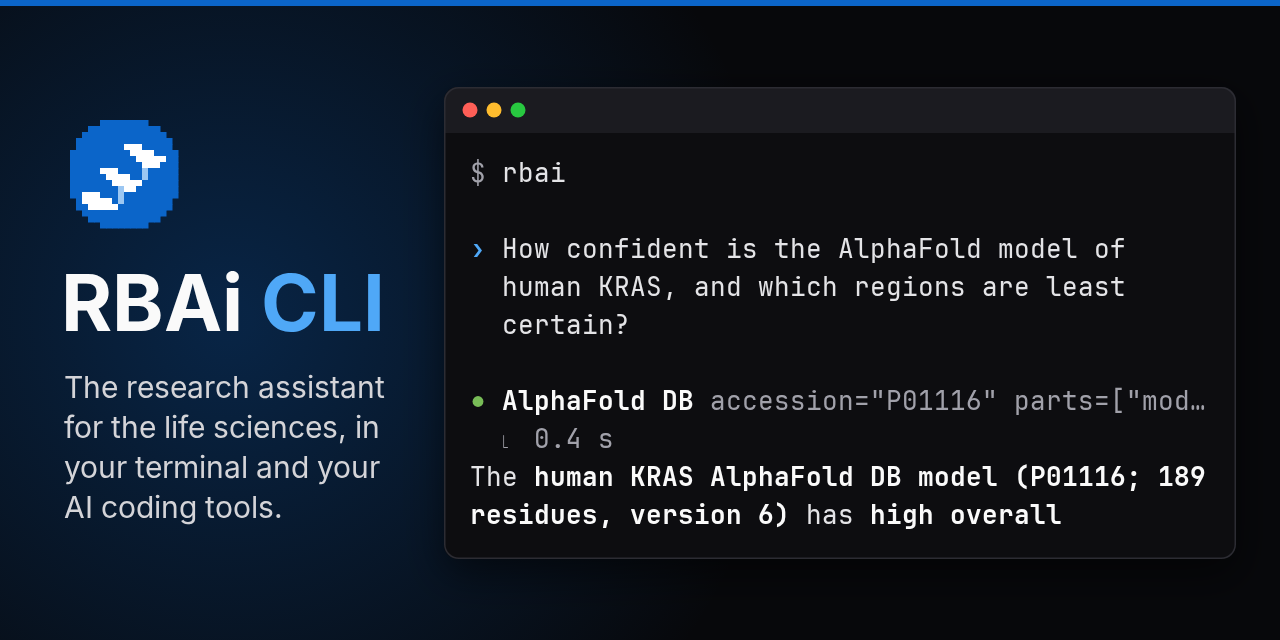 RBAi CLI
The research assistant
for the life sciences, in
your terminal and your
AI coding tools.
$ rbai
› How confident is the AlphaFold model of
human KRAS, and which regions are least
certain?
● AlphaFold DB accession="P01116" parts=["mod…
└ 0.4 s
The human KRAS AlphaFold DB model (P01116; 189
residues, version 6) has high overall